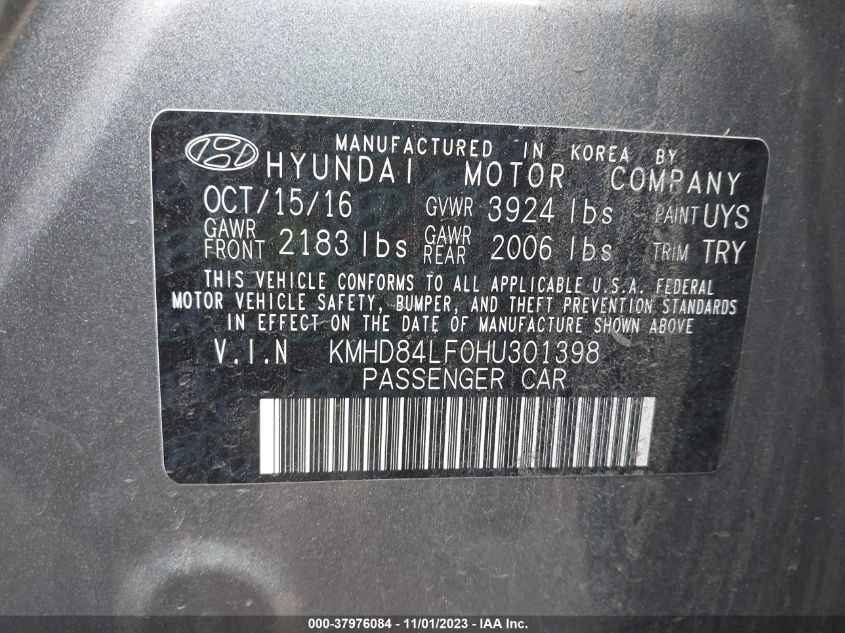 MANUFACTURED IN KOREA BY
HYUNDAI MOTOR COMPANY
OCT/15/16 GVWR 3924 lbs PAINT UYS
GAWR FRONT 2183 lbs GAWR REAR 2006 lbs TRIM TRY
THIS VEHICLE CONFORMS TO ALL APPLICABLE U.S.A. FEDERAL
MOTOR VEHICLE SAFETY, BUMPER, AND THEFT PREVENTION STANDARDS
IN EFFECT ON THE DATE OF MANUFACTURE SHOWN ABOVE
V.I.N KMHD84LF0HU301398
PASSENGER CAR
000-37976084 - 11/01/2023 - IAA Inc.